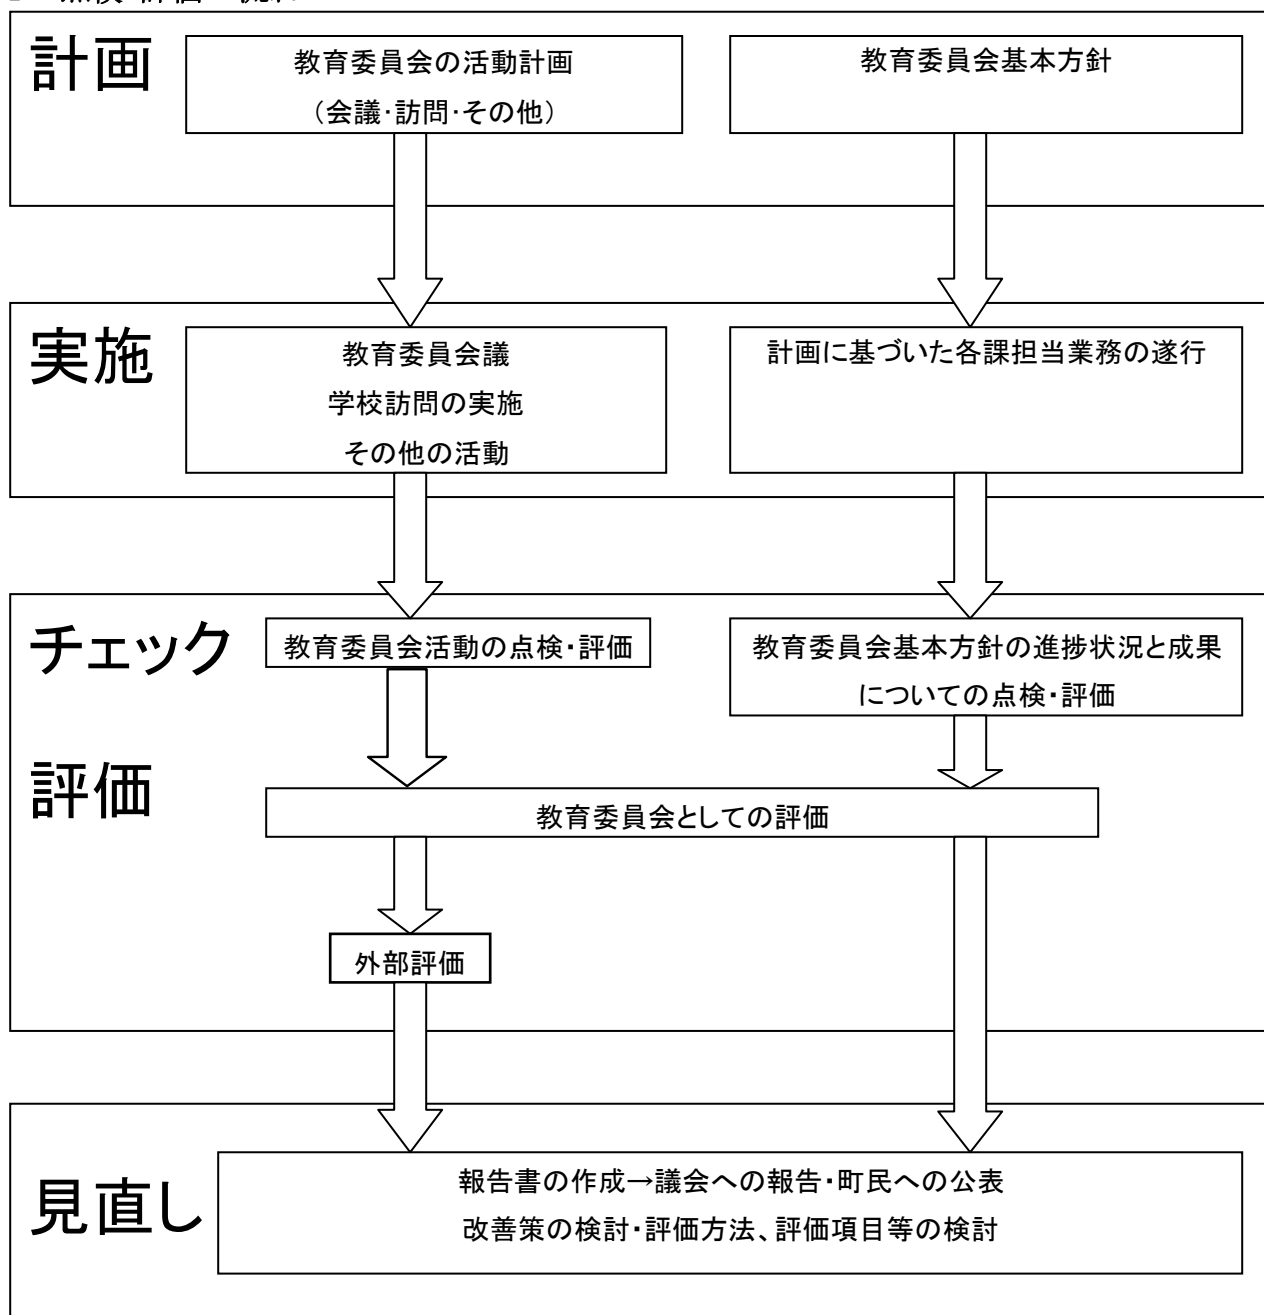 計画
教育委員会の活動計画
（会議・訪問・その他）
教育委員会基本方針
実施
教育委員会議
学校訪問の実施
その他の活動
計画に基づいた各課担当業務の遂行
チェック
評価
教育委員会活動の点検・評価
教育委員会基本方針の進捗状況と成果
についての点検・評価
教育委員会としての評価
外部評価
見直し
報告書の作成→議会への報告・町民への公表
改善策の検討・評価方法、評価項目等の検討